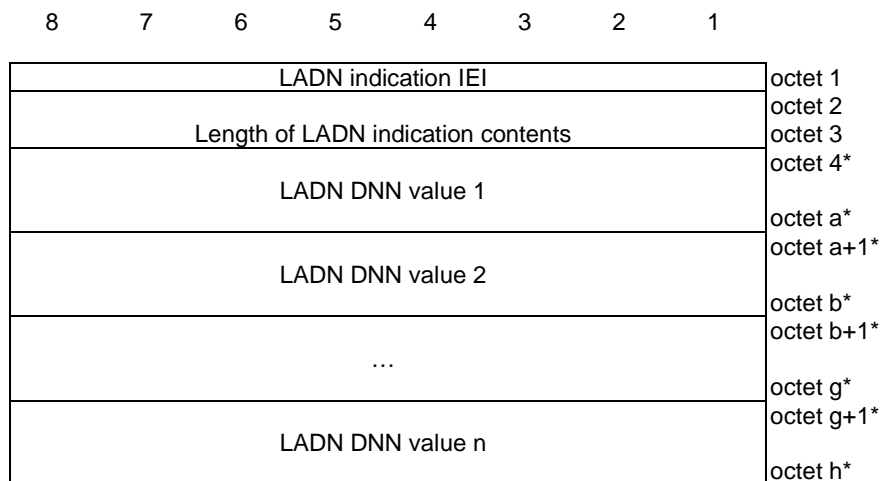 8 7 6 5 4 3 2 1
LADN indication IEI octet 1
octet 2
Length of LADN indication contents octet 3
octet 4*
LADN DNN value 1
octet a*
octet a+1*
LADN DNN value 2
octet b*
octet b+1*
…
octet g*
octet g+1*
LADN DNN value n
octet h*